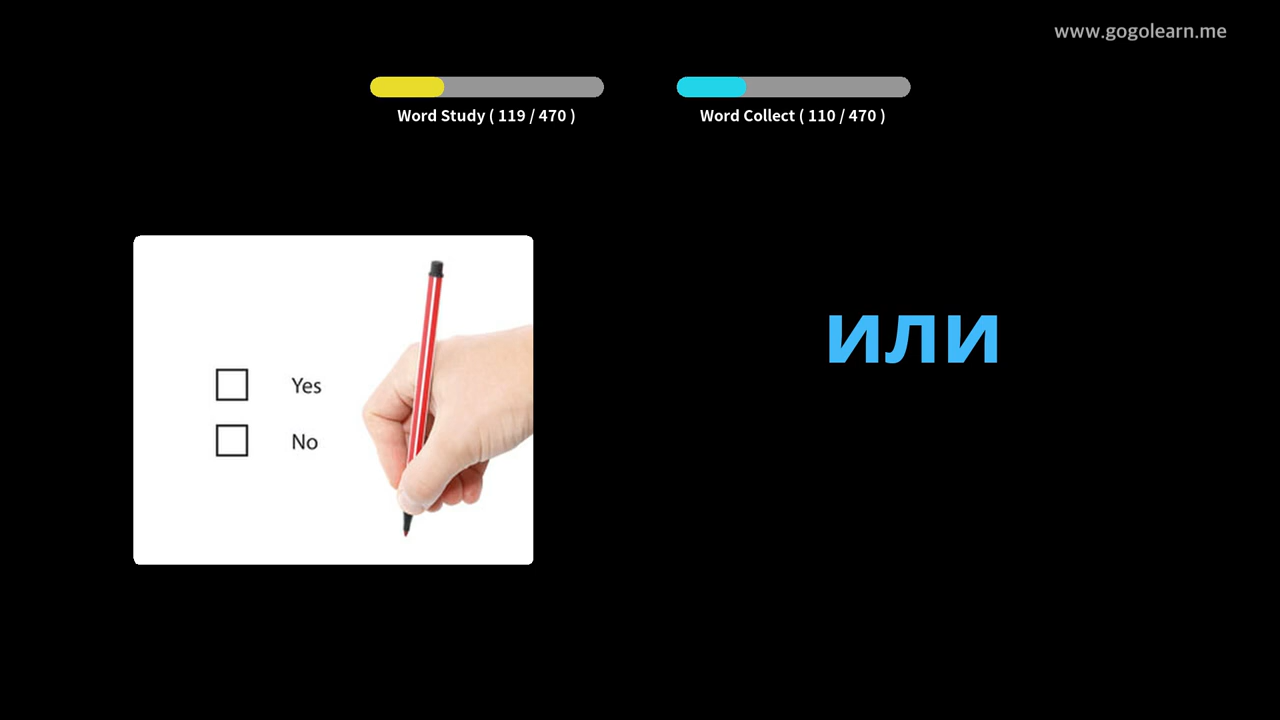 www.gogolearn.me
Word Study ( 119 / 470 )
Word Collect ( 110 / 470 )
Yes
No
или